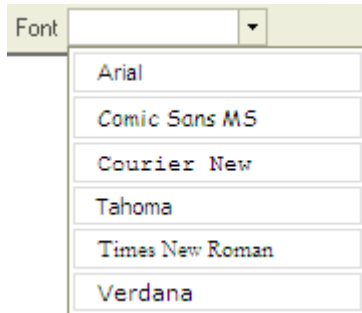 Font
Arial
Comic Sans MS
Courier New
Tahoma
Times New Roman
Verdana